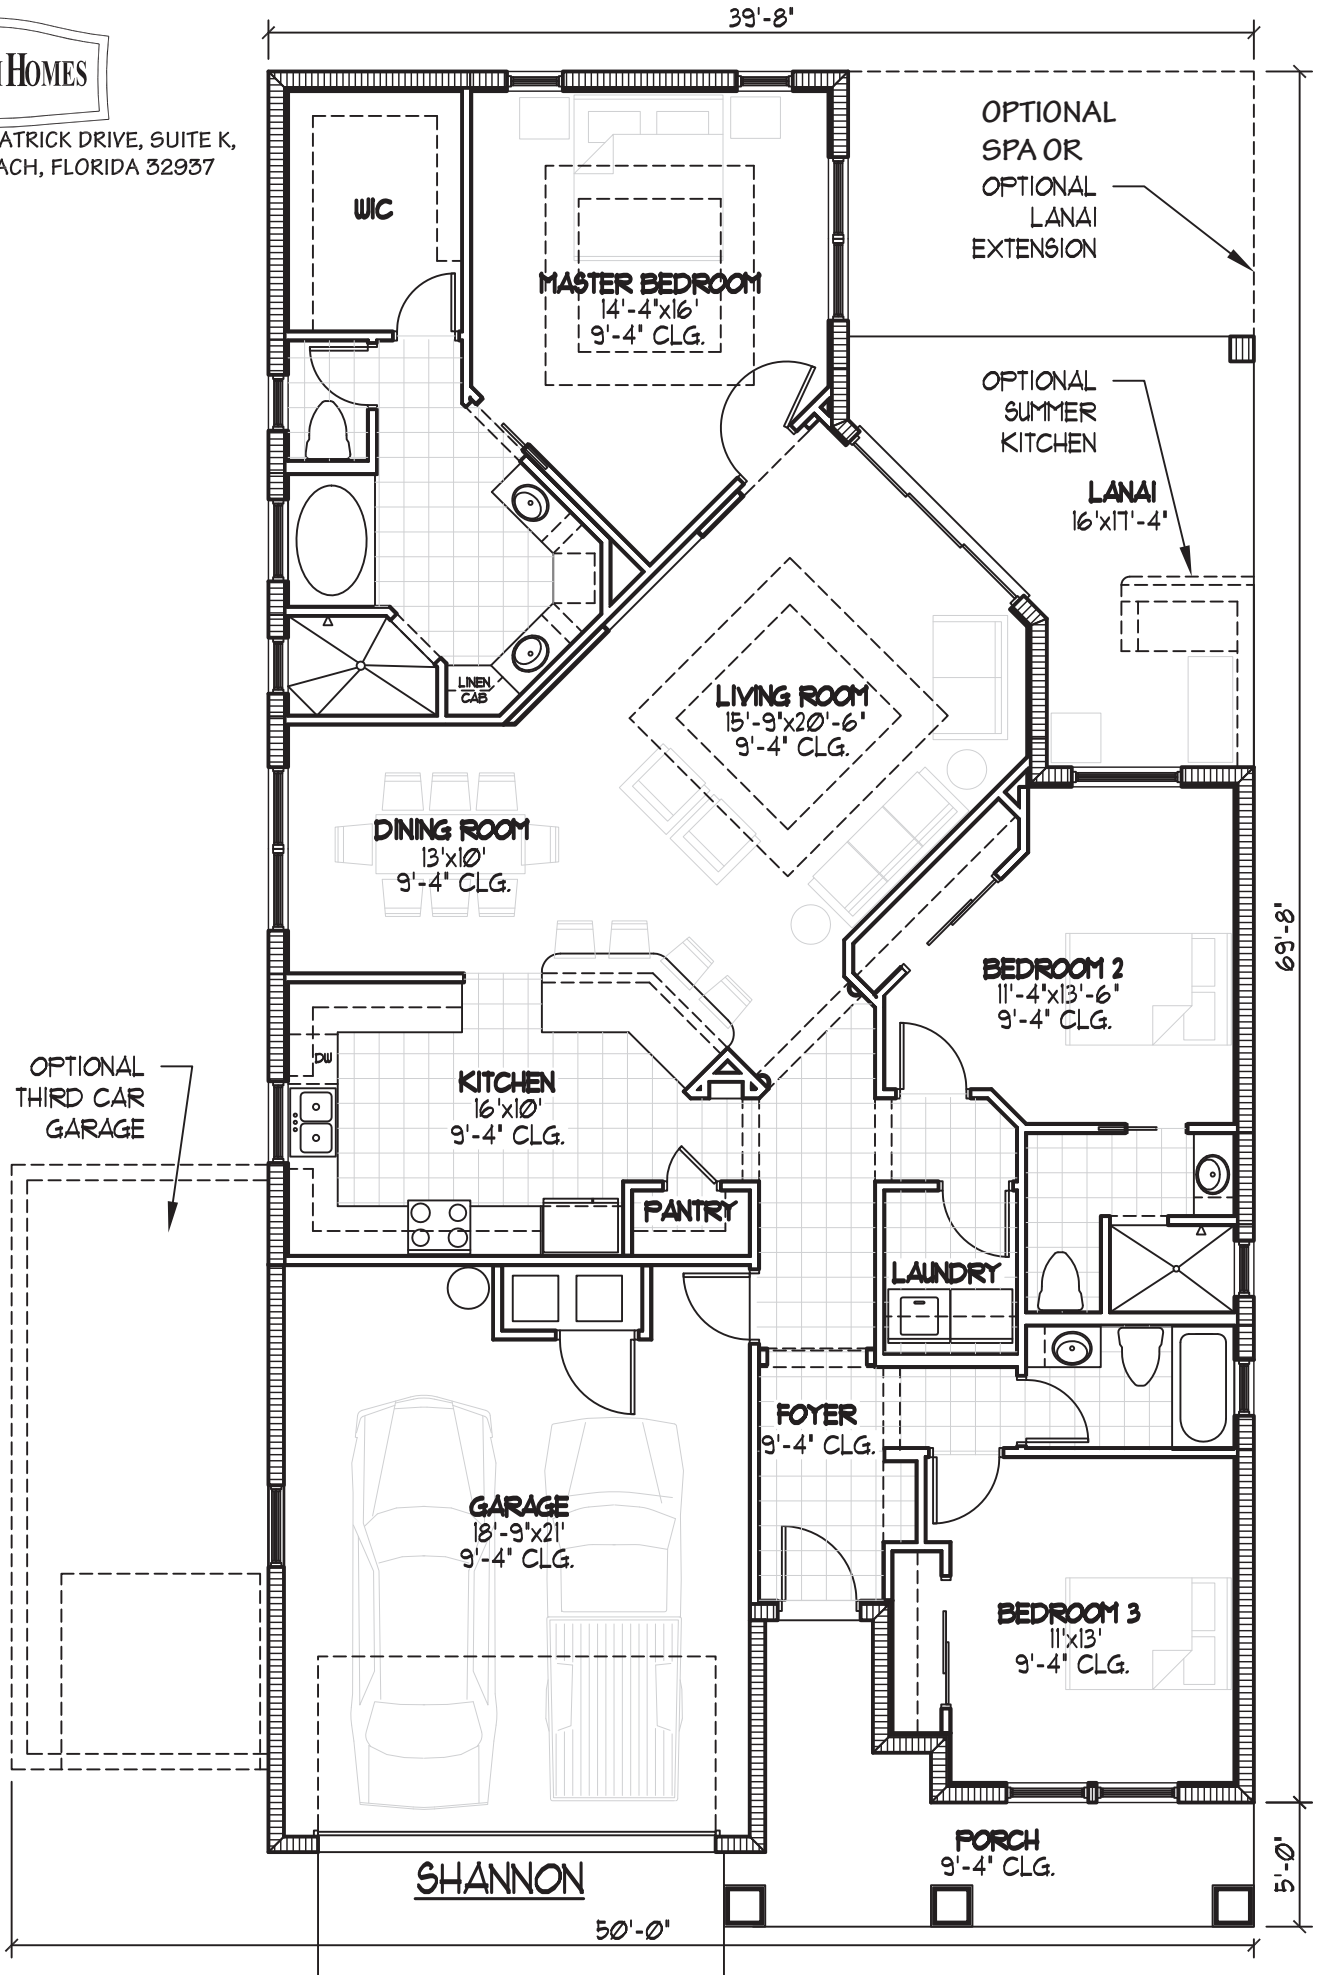 39'-8"
HOMES
ATRICK DRIVE, SUITE K,
ACH, FLORIDA 32937
OPTIONAL
SPA OR
OPTIONAL
LANAI
EXTENSION
WIC
MASTER BEDROOM
14'-4"x16'
9'-4" CLG.
OPTIONAL
SUMMER
KITCHEN
LANAI
16'x17'-4"
LINEN
CAB
LIVING ROOM
15'-9"x20'-6"
9'-4" CLG.
DINING ROOM
13'x10'
9'-4" CLG.
69'-8"
BEDROOM 2
11'-4"x13'-6"
9'-4" CLG.
OPTIONAL
THIRD CAR
GARAGE
DW
KITCHEN
16'x10'
9'-4" CLG.
PANTRY
LAUNDRY
FOYER
9'-4" CLG.
GARAGE
18'-9"x21'
9'-4" CLG.
BEDROOM 3
11'x13'
9'-4" CLG.
PORCH
9'-4" CLG.
5'-0"
SHANNON
50'-0"